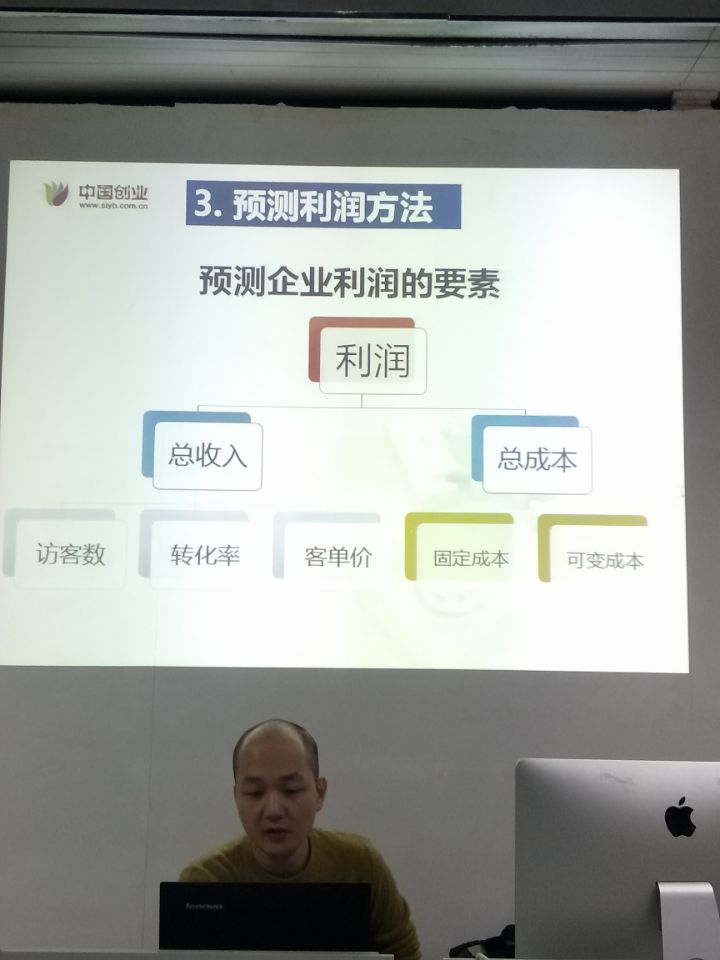 中国创业
www.siyb.com.cn
3. 预测利润方法
预测企业利润的要素
利润
总收入
总成本
访客数
转化率
客单价
固定成本
可变成本